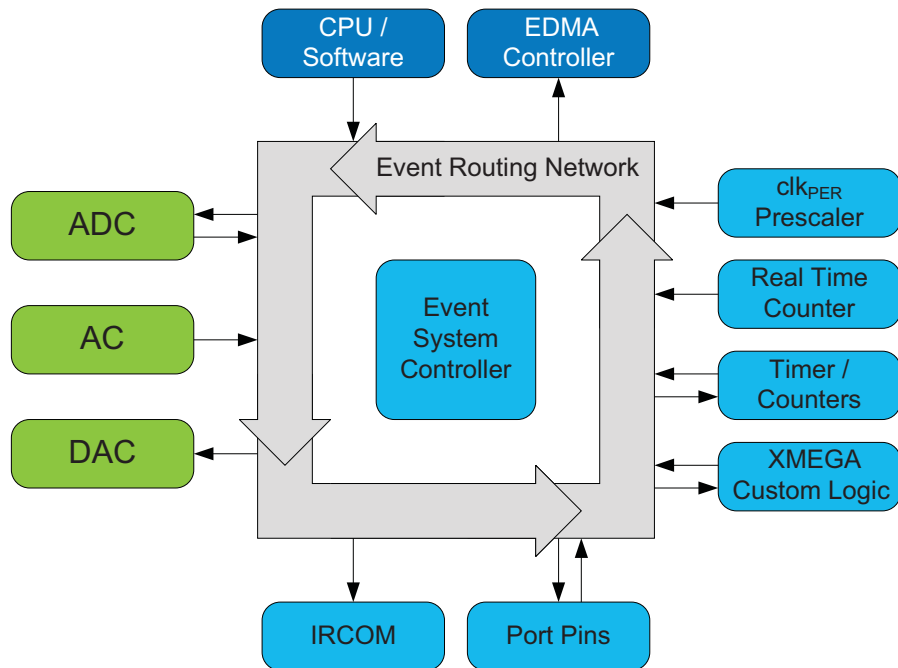 CPU /
Software
EDMA
Controller
Event Routing Network
ADC
clkPER
Prescaler
Real Time
Counter
Event
System
Controller
AC
Timer /
Counters
DAC
XMEGA
Custom Logic
IRCOM
Port Pins